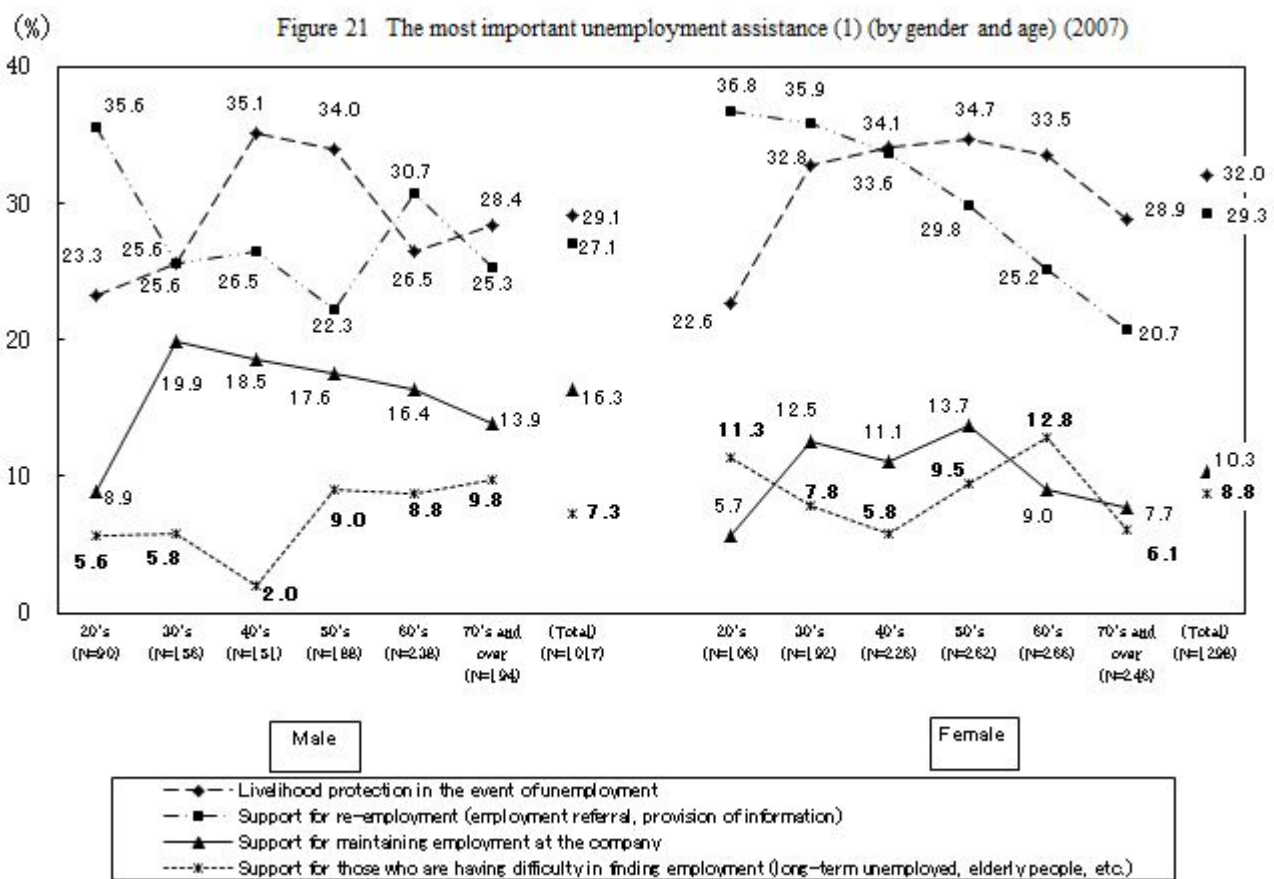 (%)
Figure 21 The most important unemployment assistance (1) (by gender and age) (2007)
40
30
20
10
0
35.6
35.1
34.0
30.7
28.4
29.1
27.1
23.3
25.6
25.6
26.5
22.3
26.5
25.3
19.9
18.5
17.6
16.4
13.9
16.3
8.9
5.6
5.8
2.0
9.0
8.8
9.8
7.3
36.8
35.9
34.1
34.7
33.5
32.0
32.8
33.6
29.8
28.9
29.3
22.6
25.2
20.7
11.3
12.5
11.1
13.7
12.8
10.3
5.7
7.8
5.8
9.5
9.0
7.7
8.8
6.1
20's (N=90)
30's (N=156)
40's (N=151)
50's (N=188)
60's (N=238)
70's and over (N=194)
(Total) (N=1017)
20's (N=106)
30's (N=192)
40's (N=226)
50's (N=262)
60's (N=266)
70's and over (N=246)
(Total) (N=1298)
Male
Female
Livelihood protection in the event of unemployment
Support for re-employment (employment referral, provision of information)
Support for maintaining employment at the company
Support for those who are having difficulty in finding employment (long-term unemployed, elderly people, etc.)